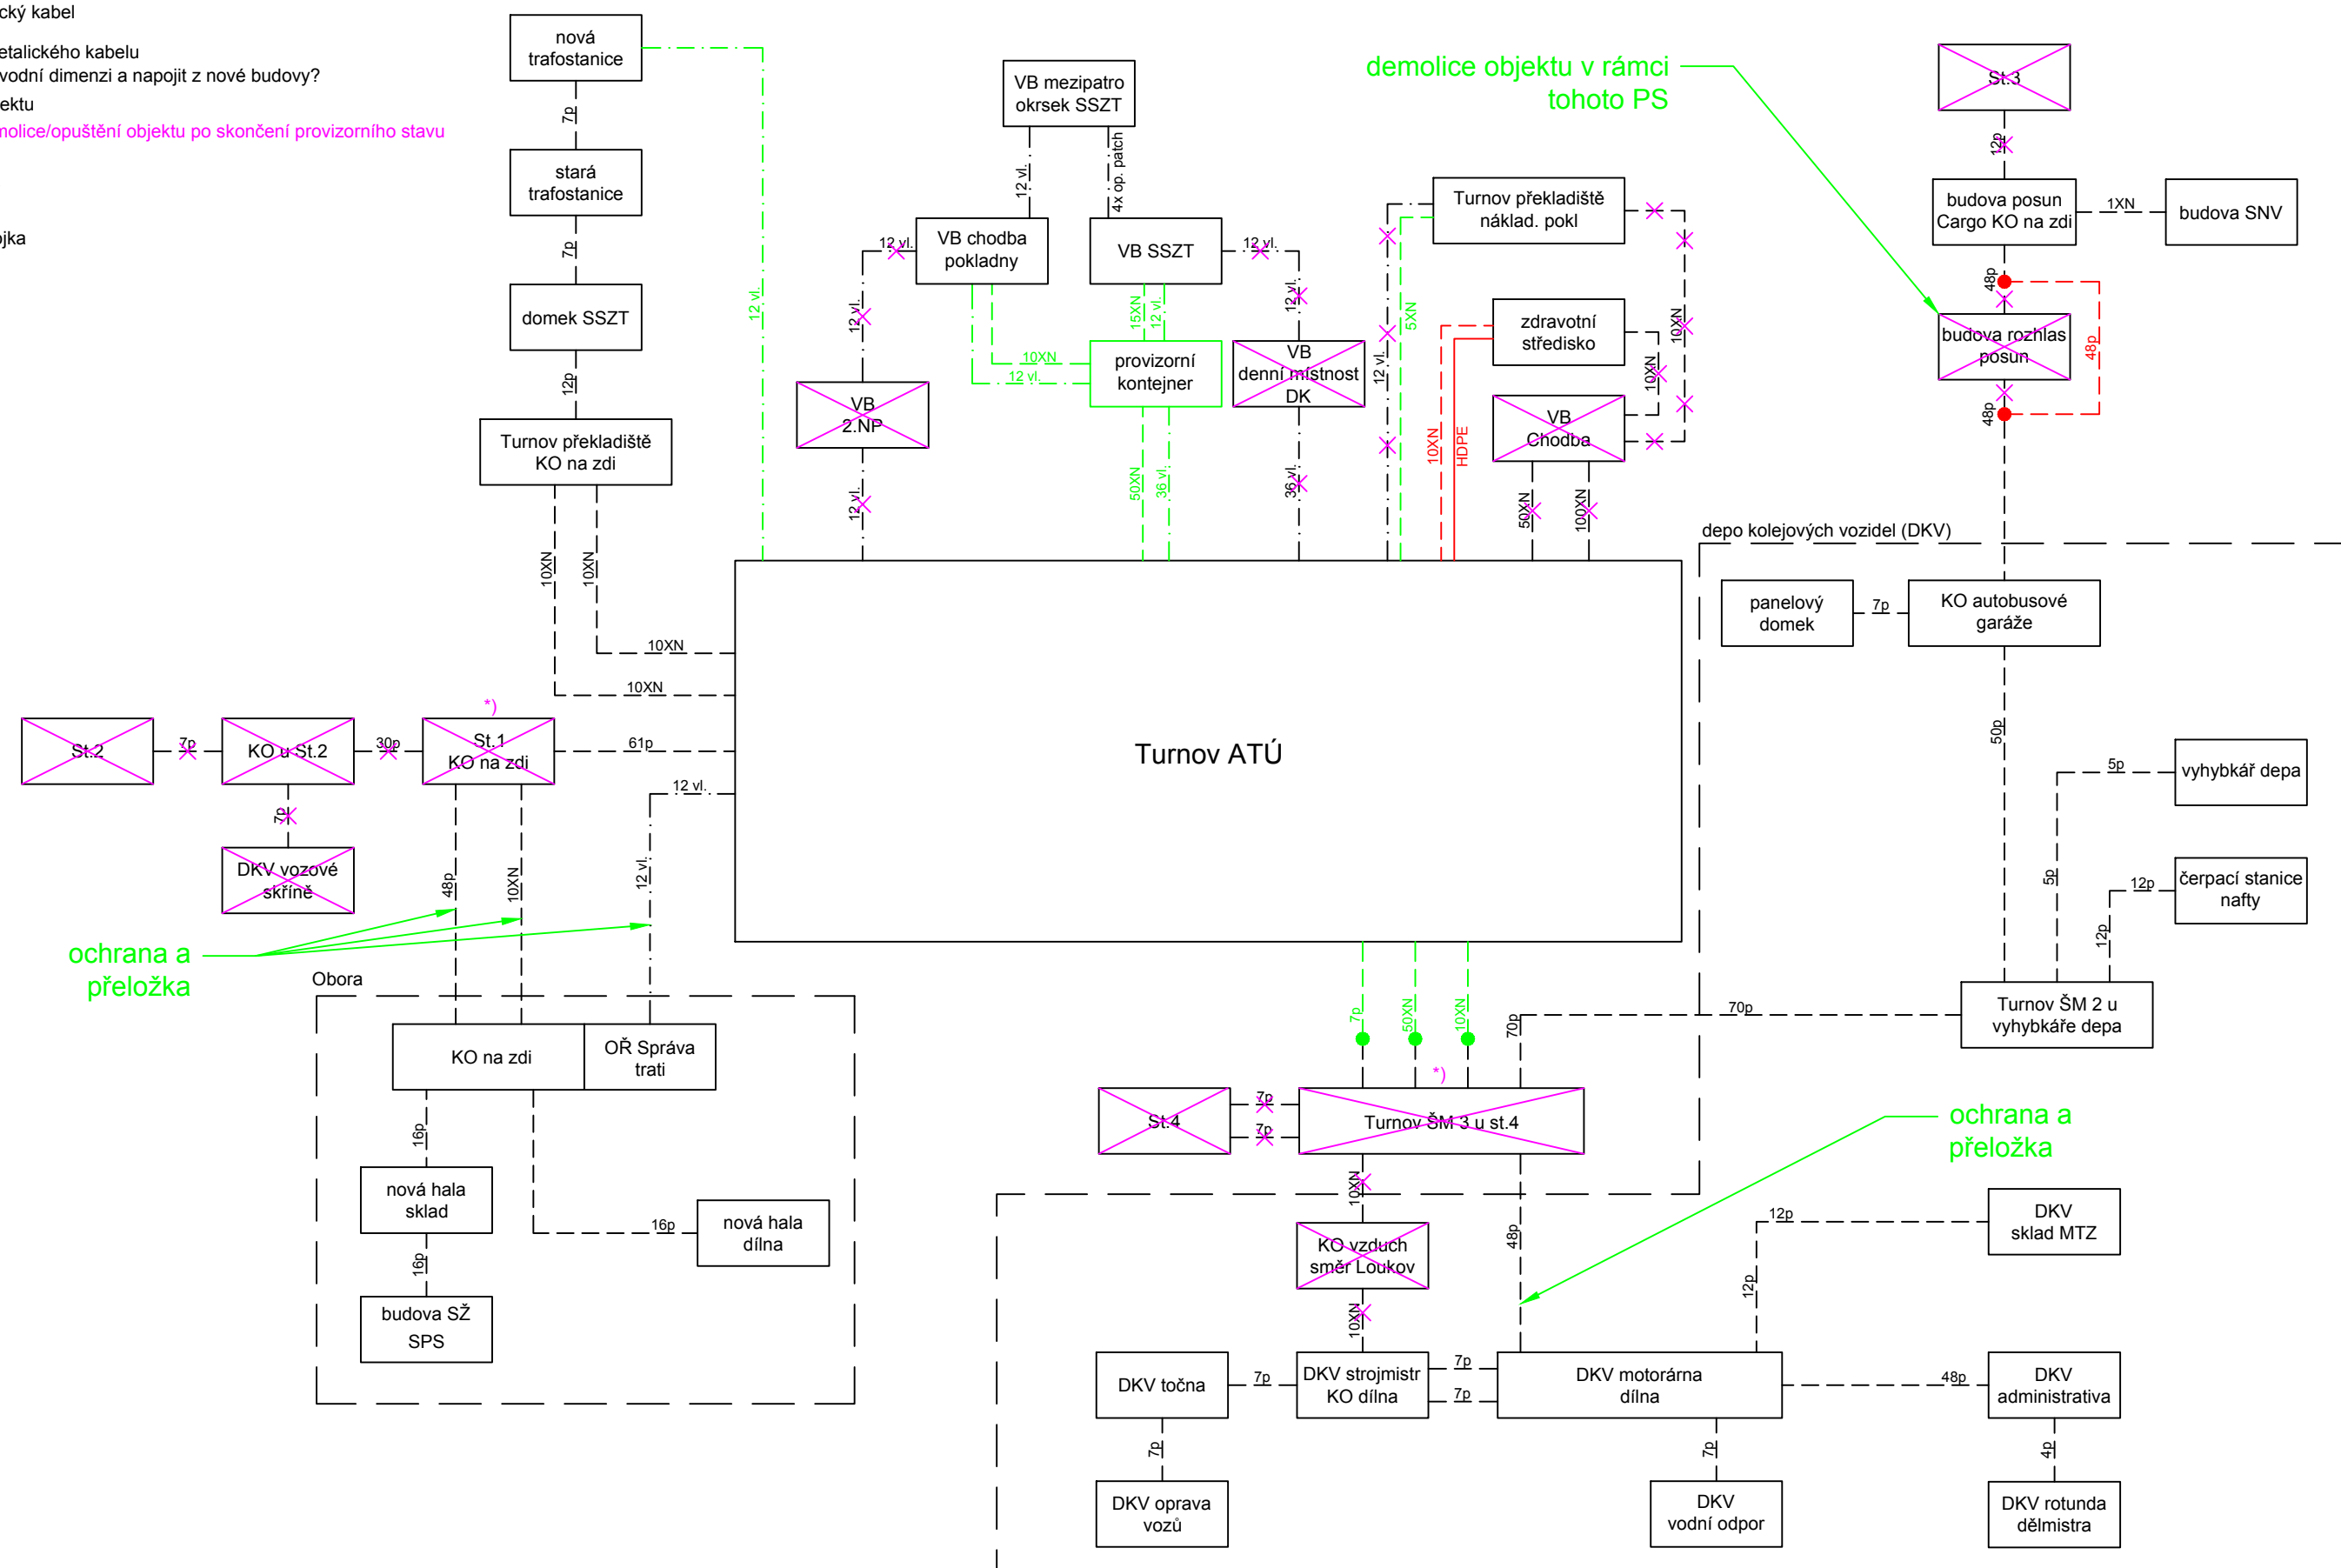 cký kabel
etalického kabelu
vodní dimenzi a napojit z nové budovy?
ektu
molice/opuštění objektu po skončení provizorního stavu
ojka
nová
trafostanice
7p
stará
trafostanice
7p
domek SSZT
12p
Turnov překladiště
KO na zdi
10XN
10XN
10XN
10XN
12 vl.
VB mezipatro
okrsek SSZT
12 vl.
4x op. patch
12 vl.
VB chodba
pokladny
VB SSZT
12 vl.
12 vl.
12 vl.
15XN
12 vl.
10XN
12 vl.
provizorní
kontejner
VB
denní místnost
DK
VB
2.NP
12 vl.
50XN
36 vl.
36 vl.
Turnov překladiště
náklad. pokl
12 vl.
5XN
zdravotní
středisko
10XN
10XN
10XN
HDPE
VB
Chodba
50XN
100XN
demolice objektu v rámci
tohoto PS
St.3
12p
budova posun
Cargo KO na zdi
1XN
budova SNV
48p
budova rozhlas
posun
48p
48p
depo kolejových vozidel (DKV)
panelový
domek
7p
KO autobusové
garáže
50p
5p
vyhybkář depa
5p
12p
čerpací stanice
nafty
12p
Turnov ŠM 2 u
vyhybkáře depa
70p
70p
Turnov ATÚ
*)
St.2
7p
KO u St.2
30p
St.1
KO na zdi
61p
7p
DKV vozové
skříně
48p
10XN
12 vl.
12 vl.
ochrana a
přeložka
Obora
KO na zdi
OŘ Správa
trati
16p
nová hala
sklad
16p
nová hala
dílna
16p
budova SŽ
SPS
7p
50XN
10XN
*)
St.4
7p
7p
Turnov ŠM 3 u st.4
ochrana a
přeložka
10XN
KO vzduch
směr Loukov
10XN
48p
12p
12p
DKV
sklad MTZ
DKV točna
7p
DKV strojmistr
KO dílna
7p
7p
DKV motorárna
dílna
48p
DKV
administrativa
7p
7p
4p
DKV oprava
vozů
DKV
vodní odpor
DKV rotunda
dělmistra